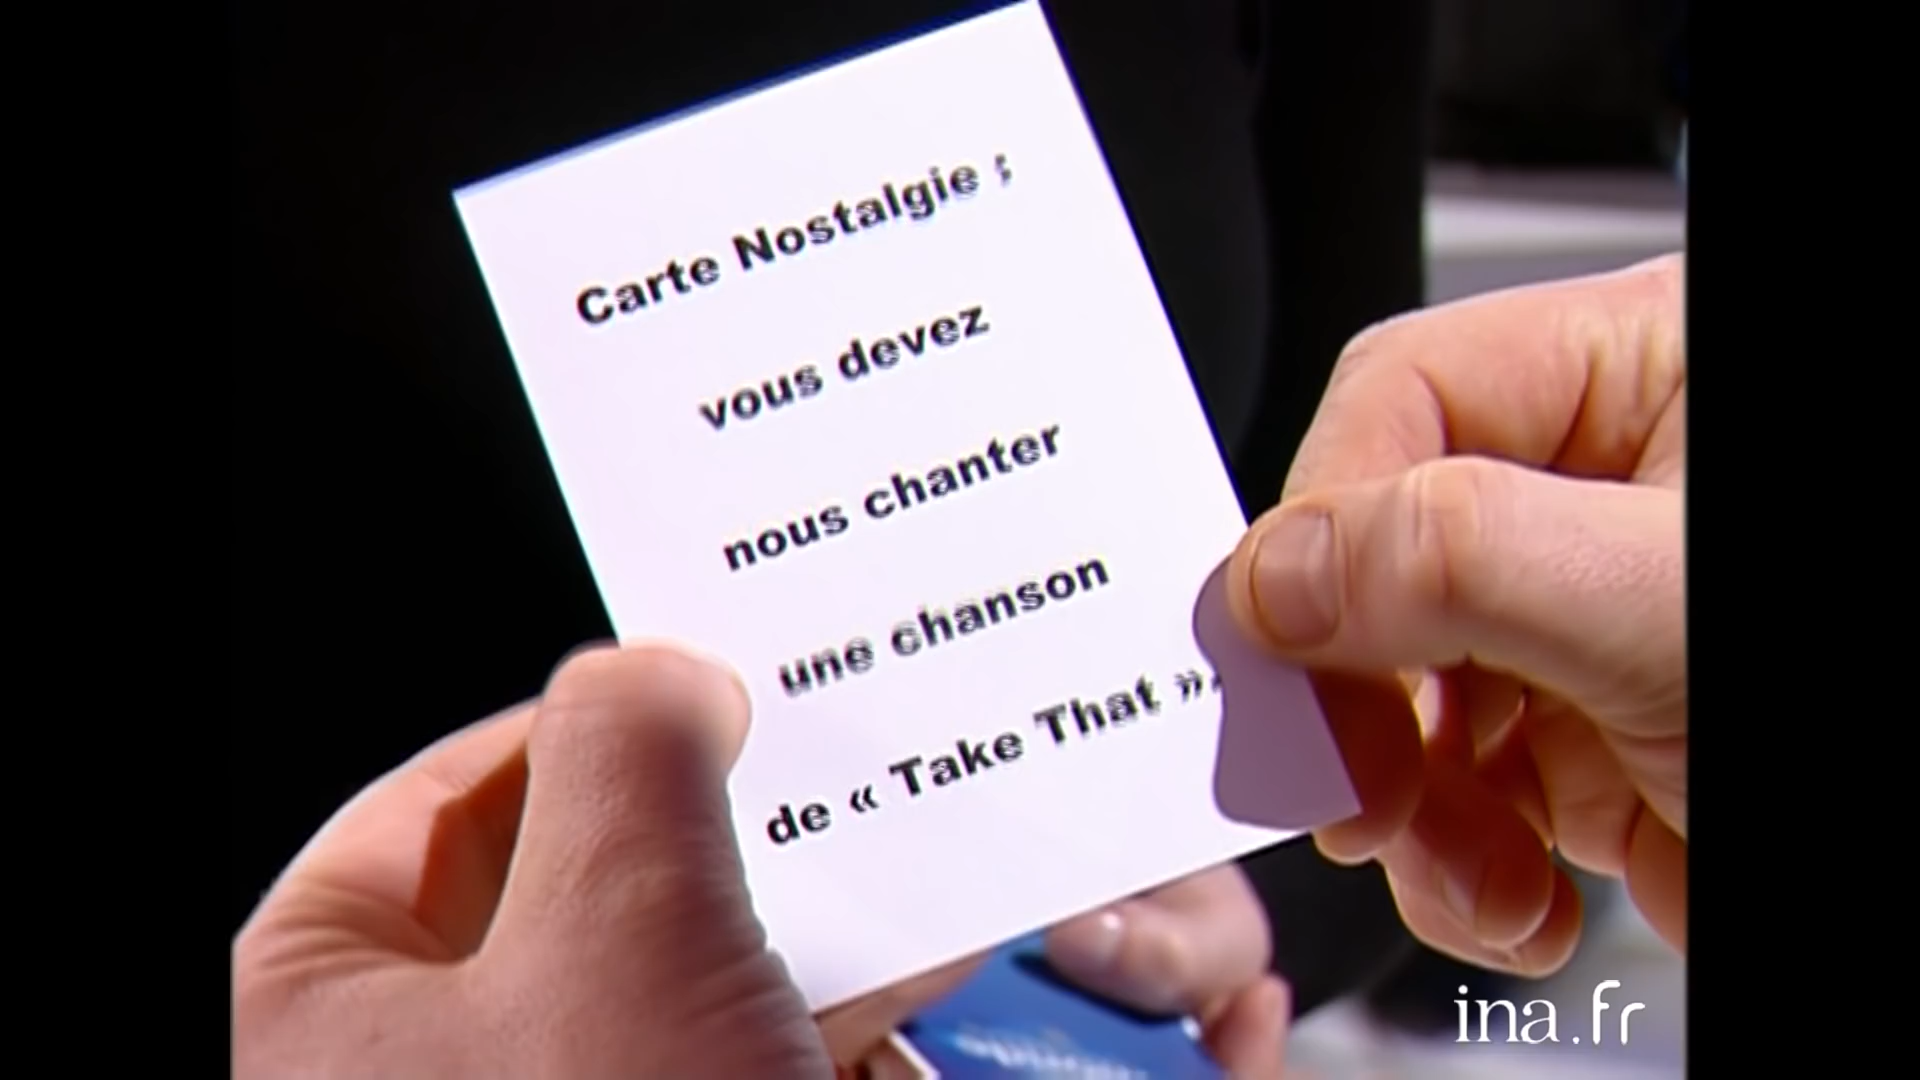 Carte Nostalgie :
vous devez
nous chanter
une chanson
de « Take That ».
ina.fr